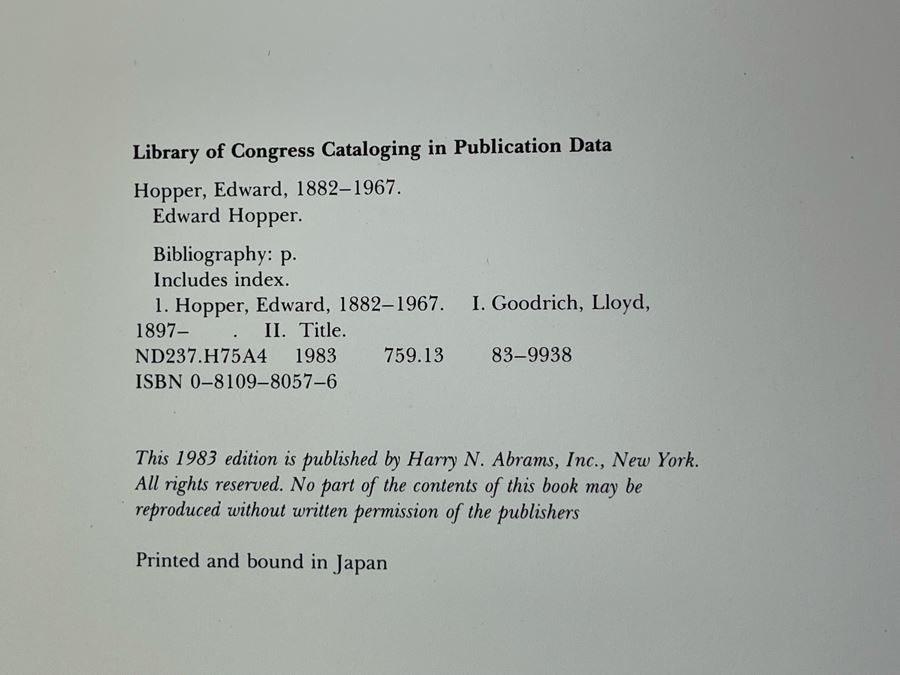 Library of Congress Cataloging in Publication Data
Hopper, Edward, 1882–1967.
Edward Hopper.
Bibliography: p.
Includes index.
1. Hopper, Edward, 1882–1967. I. Goodrich, Lloyd,
1897– . II. Title.
ND237.H75A4 1983 759.13 83–9938
ISBN 0–8109–8057–6
This 1983 edition is published by Harry N. Abrams, Inc., New York.
All rights reserved. No part of the contents of this book may be
reproduced without written permission of the publishers
Printed and bound in Japan